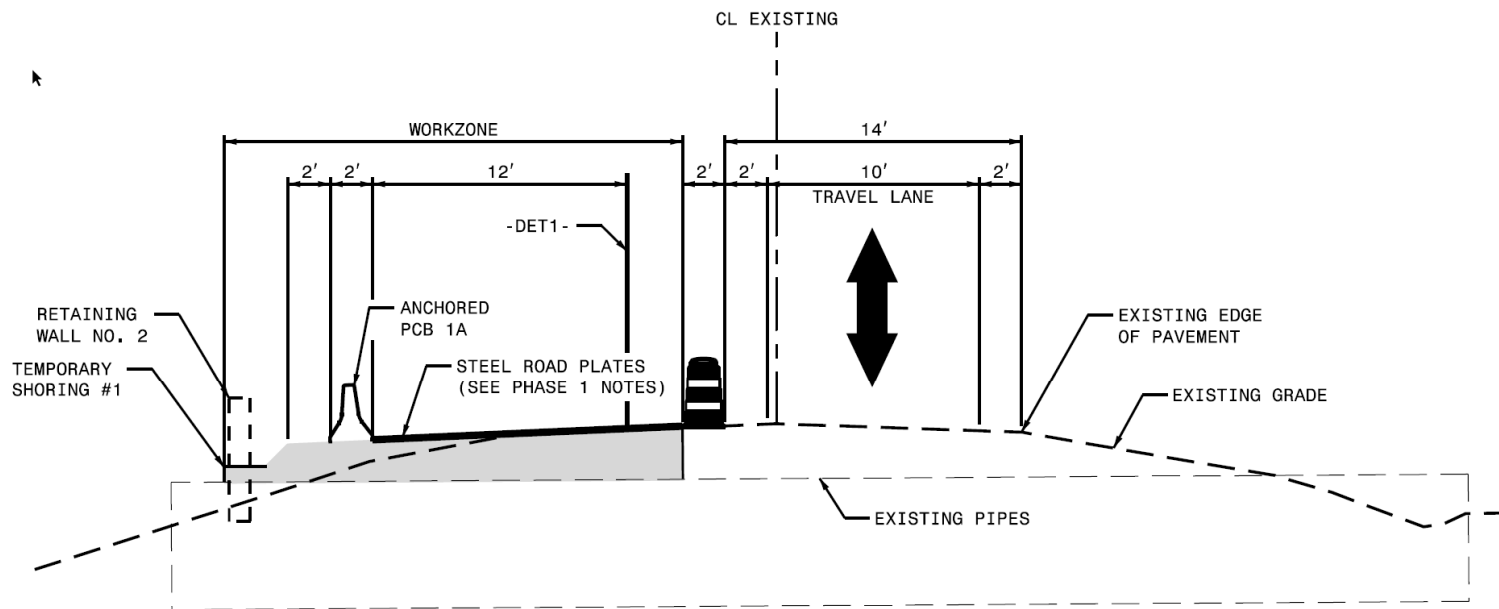 CL EXISTING
WORKZONE
14'
2'
2'
12'
2'
2'
10'
2'
TRAVEL LANE
-DET1-
RETAINING
WALL NO. 2
ANCHORED
PCB 1A
EXISTING EDGE
OF PAVEMENT
TEMPORARY
SHORING #1
STEEL ROAD PLATES
(SEE PHASE 1 NOTES)
EXISTING GRADE
EXISTING PIPES